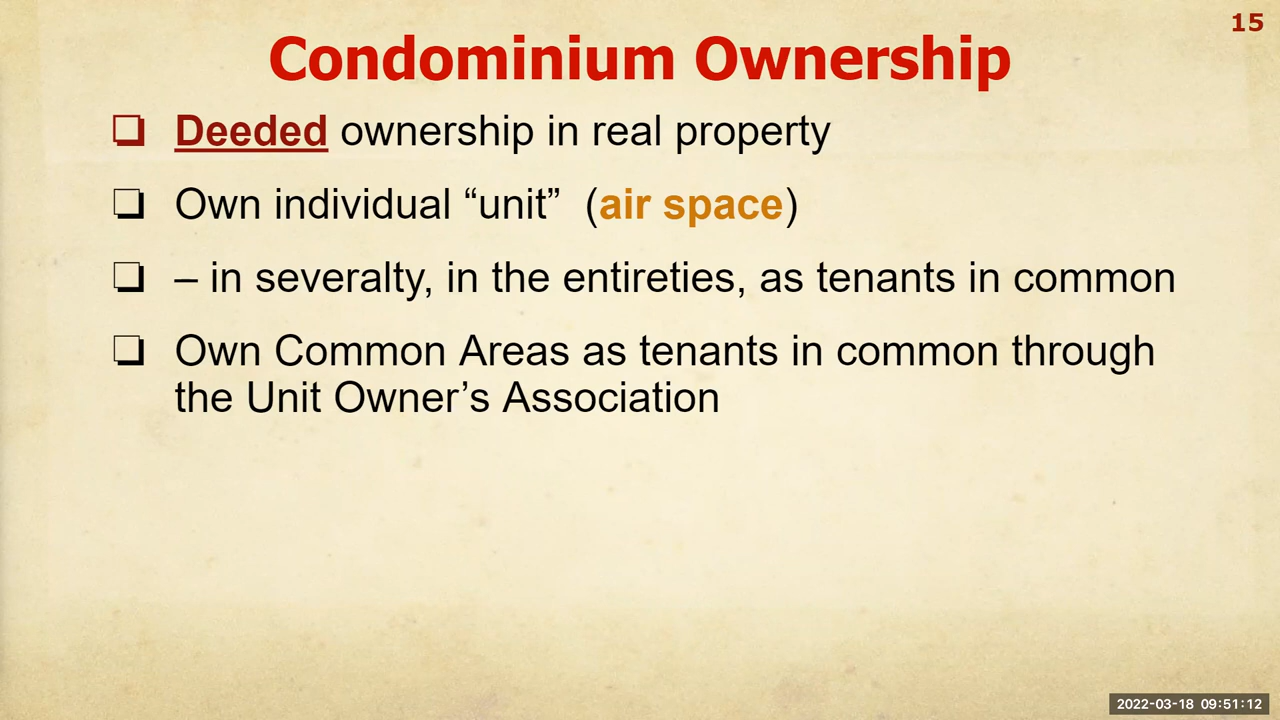 15
Condominium Ownership
❑ Deeded ownership in real property
❑ Own individual “unit”  (air space)
❑ – in severalty, in the entireties, as tenants in common
❑ Own Common Areas as tenants in common through
the Unit Owner’s Association
2022-03-18 09:51:12